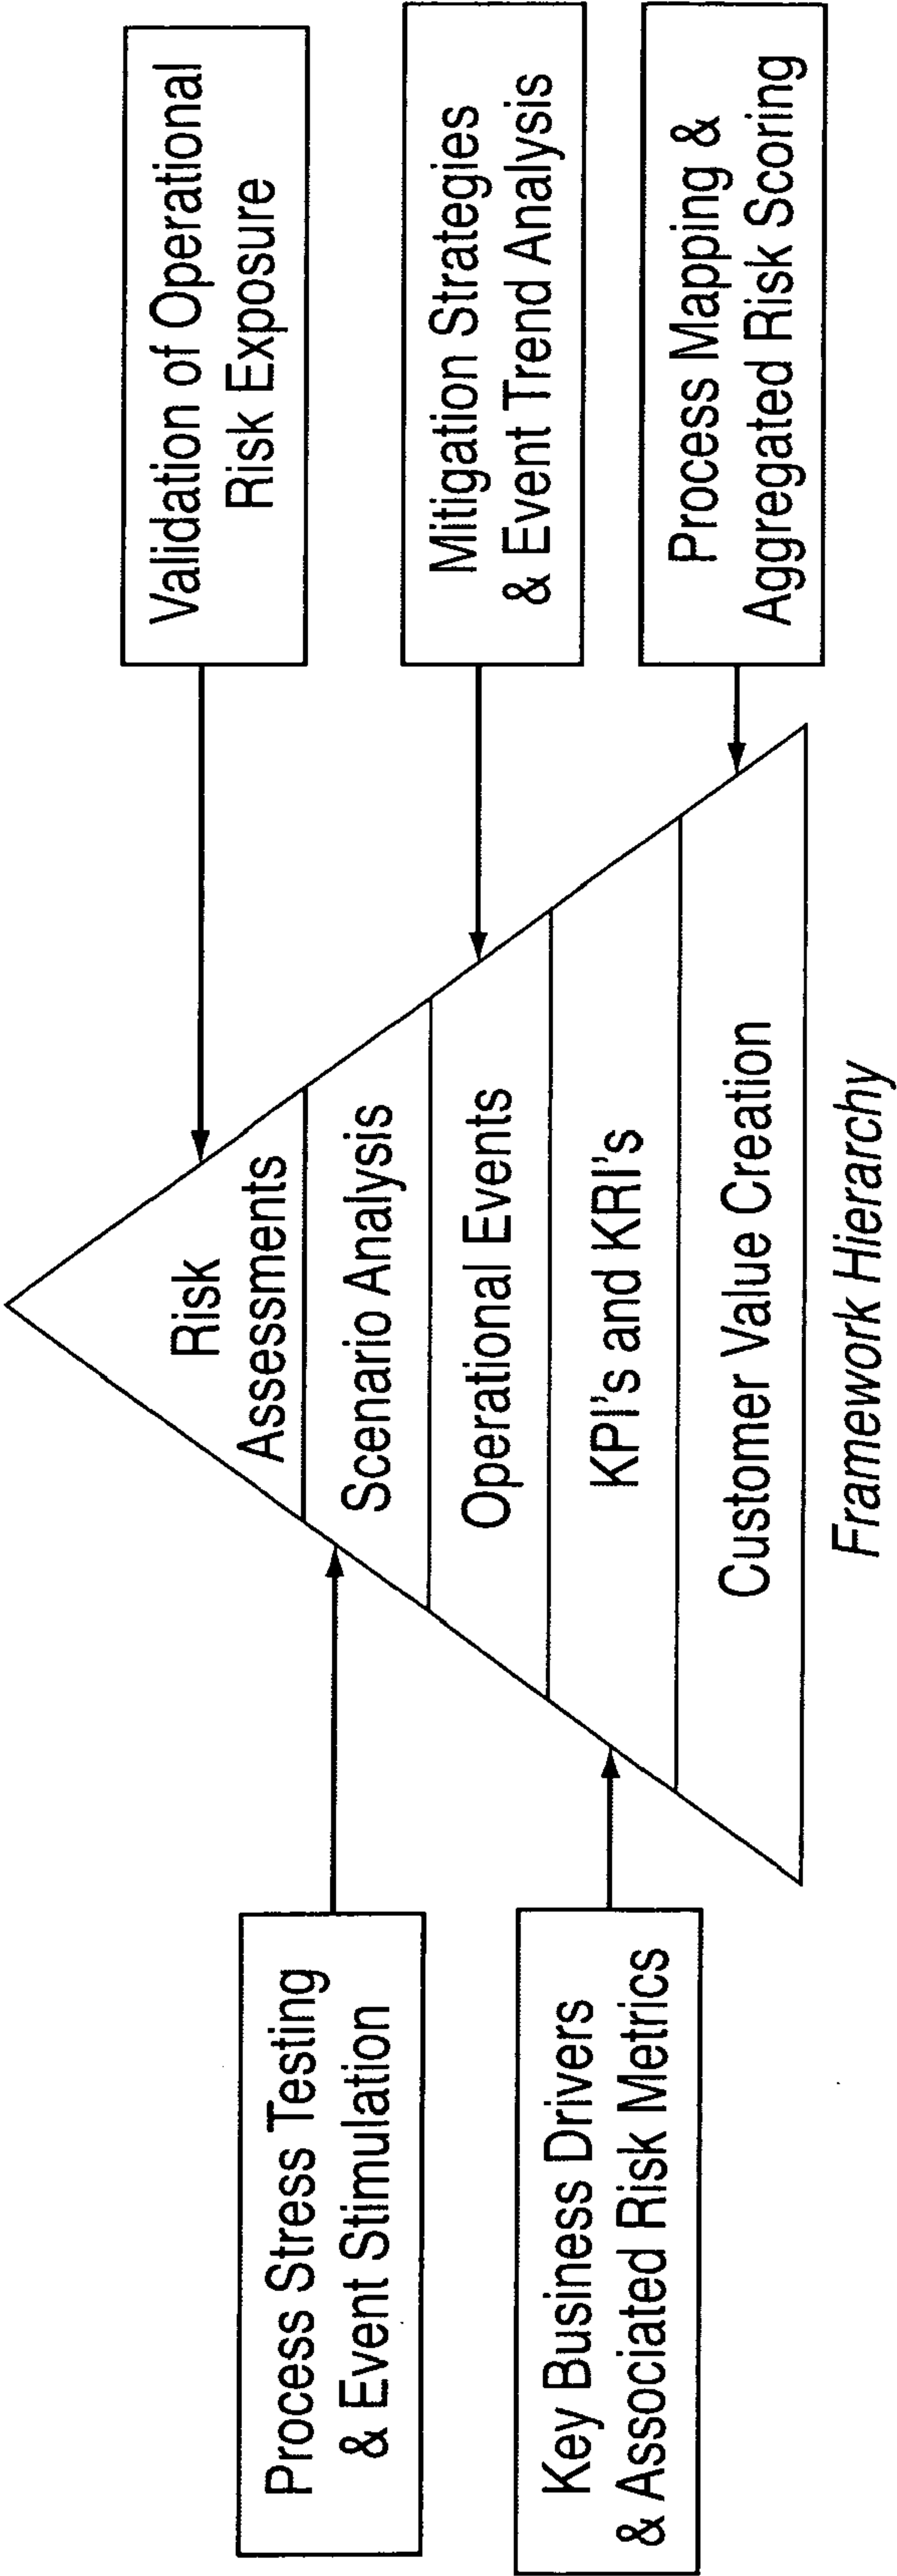 Validation of Operational
Risk Exposure
Process Stress Testing
& Event Stimulation
Mitigation Strategies
& Event Trend Analysis
Key Business Drivers
& Associated Risk Metrics
Process Mapping &
Aggregated Risk Scoring
Risk
Assessments
Scenario Analysis
Operational Events
KPI's and KRI's
Customer Value Creation
Framework Hierarchy